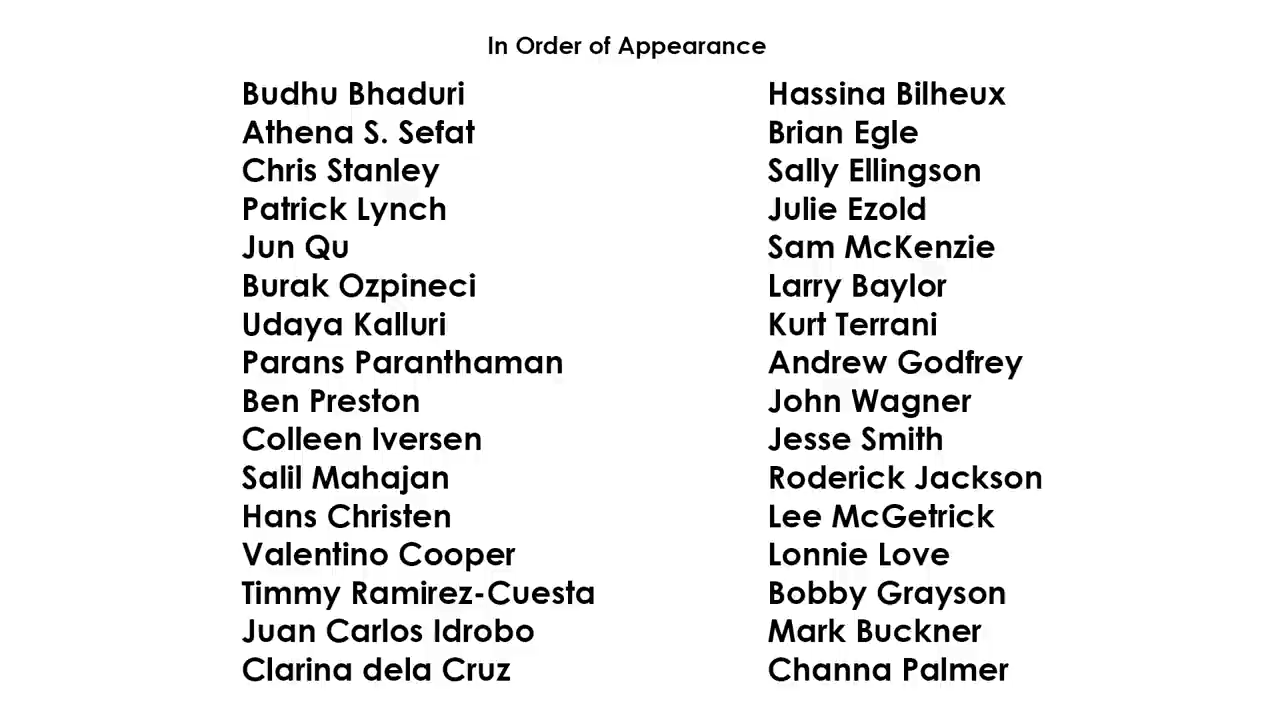 In Order of Appearance
Budhu Bhaduri
Athena S. Sefat
Chris Stanley
Patrick Lynch
Jun Qu
Burak Ozpineci
Udaya Kalluri
Parans Paranthaman
Ben Preston
Colleen Iversen
Salil Mahajan
Hans Christen
Valentino Cooper
Timmy Ramirez-Cuesta
Juan Carlos Idrobo
Clarina dela Cruz
Hassina Bilheux
Brian Egle
Sally Ellingson
Julie Ezold
Sam McKenzie
Larry Baylor
Kurt Terrani
Andrew Godfrey
John Wagner
Jesse Smith
Roderick Jackson
Lee McGetrick
Lonnie Love
Bobby Grayson
Mark Buckner
Channa Palmer